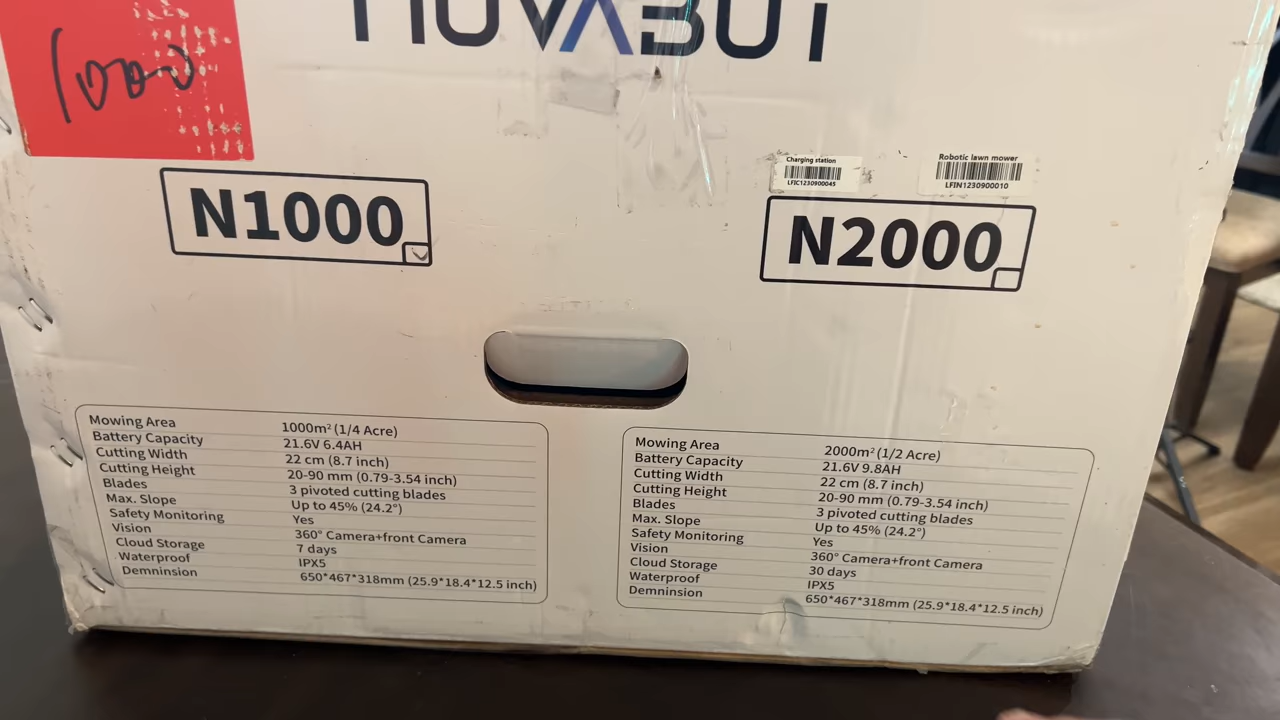 NOVABOT
1000
Charging station
LFIC1230900045
Robotic lawn mower
LFIN1230900010
N1000
N2000
Mowing Area 1000m² (1/4 Acre)
Battery Capacity 21.6V 6.4AH
Cutting Width 22 cm (8.7 inch)
Cutting Height 20-90 mm (0.79-3.54 inch)
Blades 3 pivoted cutting blades
Max. Slope Up to 45% (24.2°)
Safety Monitoring Yes
Vision 360° Camera+front Camera
Cloud Storage 7 days
Waterproof IPX5
Demninsion 650*467*318mm (25.9*18.4*12.5 inch)
Mowing Area 2000m² (1/2 Acre)
Battery Capacity 21.6V 9.8AH
Cutting Width 22 cm (8.7 inch)
Cutting Height 20-90 mm (0.79-3.54 inch)
Blades 3 pivoted cutting blades
Max. Slope Up to 45% (24.2°)
Safety Monitoring Yes
Vision 360° Camera+front Camera
Cloud Storage 30 days
Waterproof IPX5
Demninsion 650*467*318mm (25.9*18.4*12.5 inch)